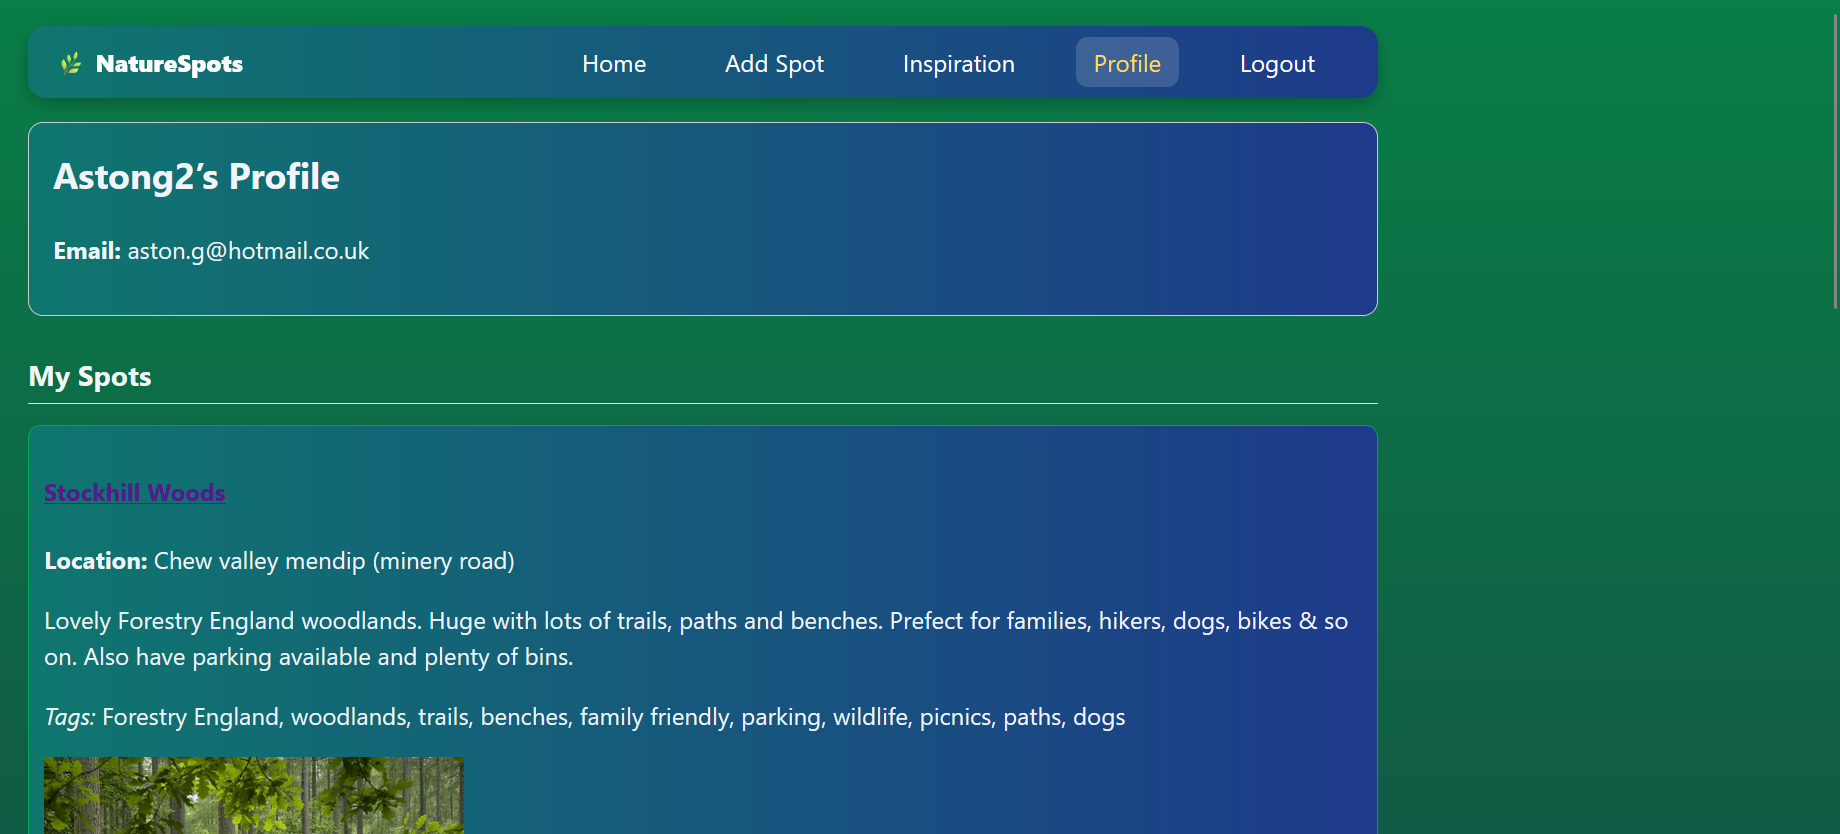 NatureSpots
Home
Add Spot
Inspiration
Profile
Logout
Astong2’s Profile
Email: aston.g@hotmail.co.uk
My Spots
Stockhill Woods
Location: Chew valley mendip (minery road)
Lovely Forestry England woodlands. Huge with lots of trails, paths and benches. Prefect for families, hikers, dogs, bikes & so
on. Also have parking available and plenty of bins.
Tags: Forestry England, woodlands, trails, benches, family friendly, parking, wildlife, picnics, paths, dogs